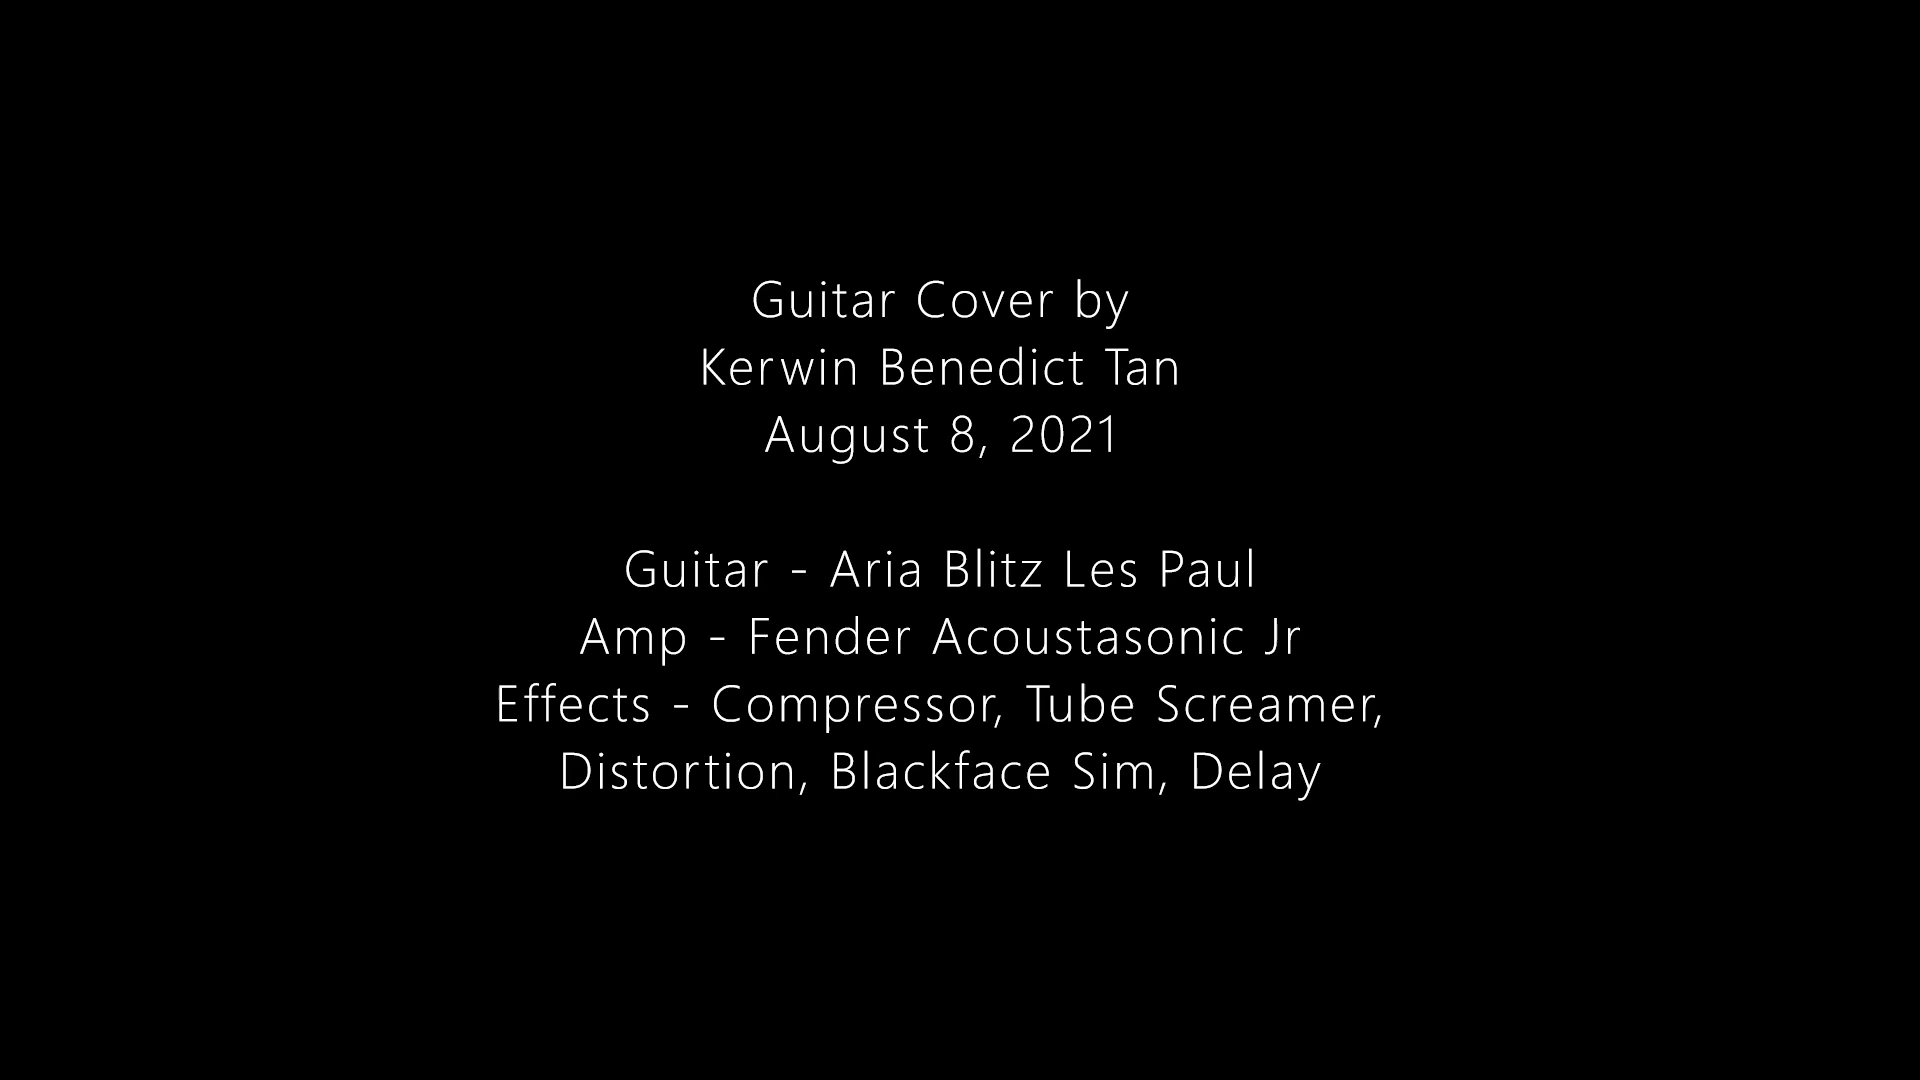 Guitar Cover by
Kerwin Benedict Tan
August 8, 2021
Guitar - Aria Blitz Les Paul
Amp - Fender Acoustasonic Jr
Effects - Compressor, Tube Screamer,
Distortion, Blackface Sim, Delay